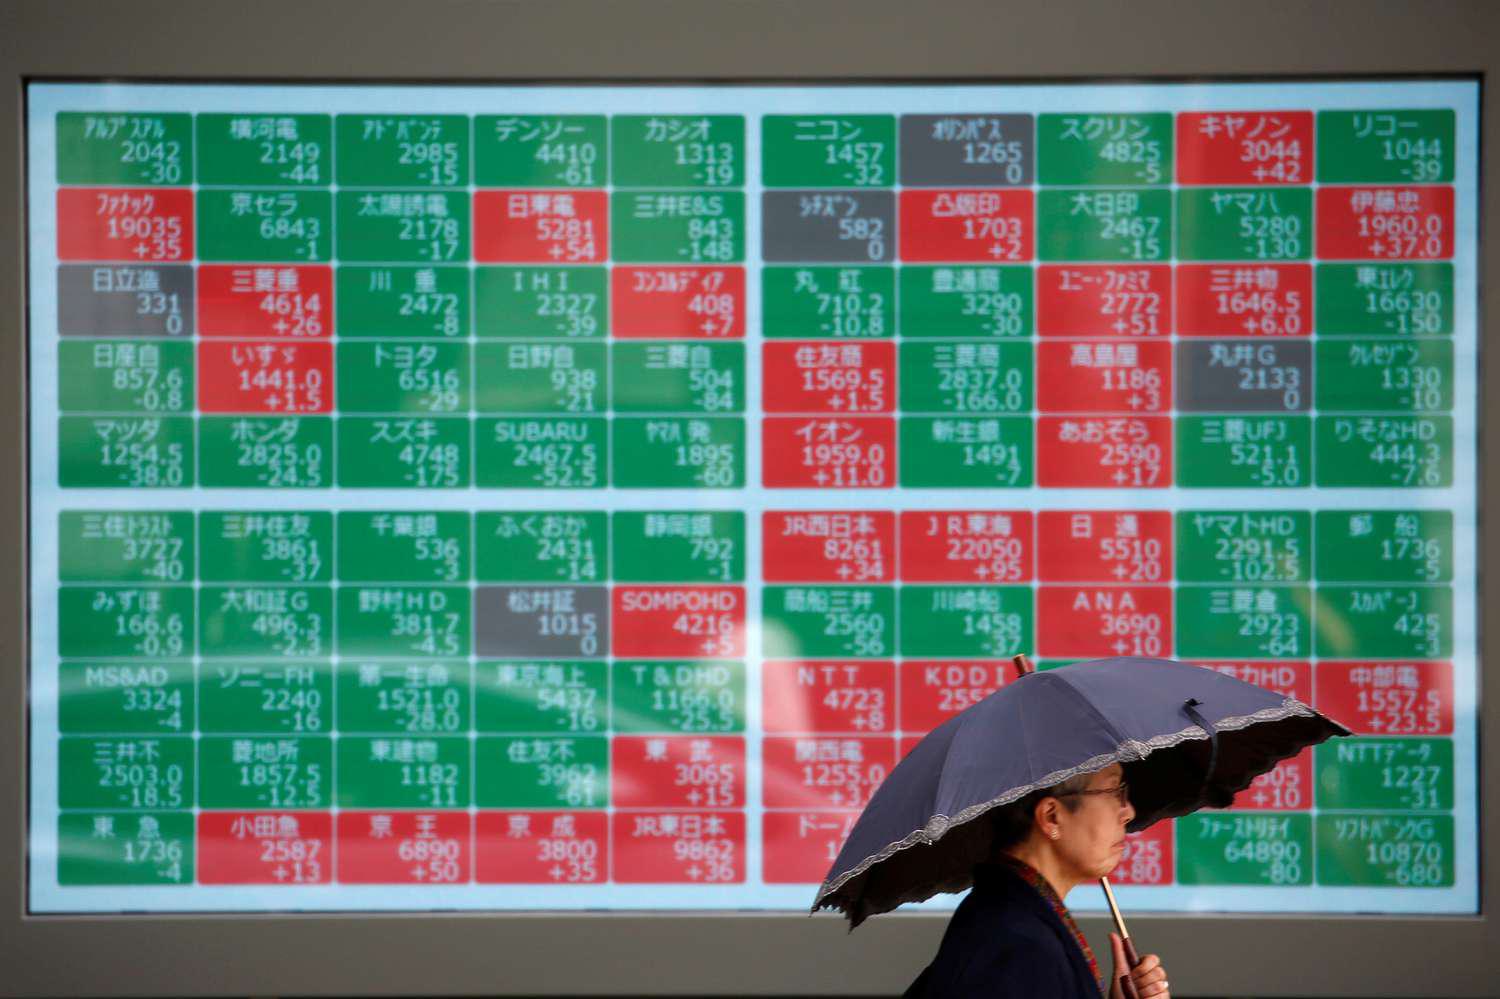 アルプスアル
2042
-30
横河電
2149
-44
アドバンテ
2985
-15
デンソー
4410
-61
カシオ
1313
-19
ファナック
19035
+35
京セラ
6843
-1
太陽誘電
2178
-17
日東電
5281
+54
三井E&S
843
-148
日立造
331
0
三菱重
4614
+26
川 重
2472
-8
IHI
2327
-39
コンコルディア
408
+7
日産自
857.6
-0.8
いすゞ
1441.0
+1.5
トヨタ
6516
-29
日野自
938
-21
三菱自
504
-84
マツダ
1254.5
-38.0
ホンダ
2825.0
-24.5
スズキ
4748
-175
SUBARU
2467.5
-52.5
ヤマハ発
1895
-60
ニコン
1457
-32
オリンパス
1265
0
スクリン
4825
-5
キヤノン
3044
+42
リコー
1044
-39
シチズン
582
0
凸版印
1703
+2
大日印
2467
-15
ヤマハ
5280
-130
伊藤忠
1960.0
+37.0
丸 紅
710.2
-10.8
豊通商
3290
-30
ユニー・ファミマ
2772
+51
三井物
1646.5
+6.0
東エレク
16630
-150
住友商
1569.5
+1.5
三菱商
2837.0
-166.0
高島屋
1186
+3
丸井G
2133
0
クレセゾン
1330
-10
イオン
1959.0
+11.0
新生銀
1491
-7
あおぞら
2590
+17
三菱UFJ
521.1
-5.0
りそなHD
444.3
-7.6
三住トラスト
3727
-40
三井住友
3861
-37
千葉銀
536
-3
ふくおか
2431
-14
静岡銀
792
-1
みずほ
166.6
-0.9
大和証G
496.3
-2.3
野村HD
381.7
-4.5
松井証
1015
0
SOMPOHD
4216
+5
MS&AD
3324
-4
ソニーFH
2240
-16
第一生命
1521.0
-28.0
東京海上
5437
-16
T&DHD
1166.0
-25.5
三井不
2503.0
-18.5
菱地所
1857.5
-12.5
東建物
1182
-11
住友不
3962
-61
東 武
3065
+15
東 急
1736
-4
小田急
2587
+13
京 王
6890
+50
京 成
3800
+35
JR東日本
9862
+36
JR西日本
8261
+34
JR東海
22050
+95
日 通
5510
+20
ヤマトHD
2291.5
-102.5
郵 船
1736
-5
商船三井
2560
-56
川崎船
1458
-37
ANA
3690
+10
三菱倉
2923
-64
スカパーJ
425
-3
NTT
4723
+8
KDDI
電力HD
中部電
1557.5
+23.5
関西電
1255.0
+10
NTTデータ
1227
-31
+80
ファーストリテイ
64890
-80
ソフトバンクG
10870
-680